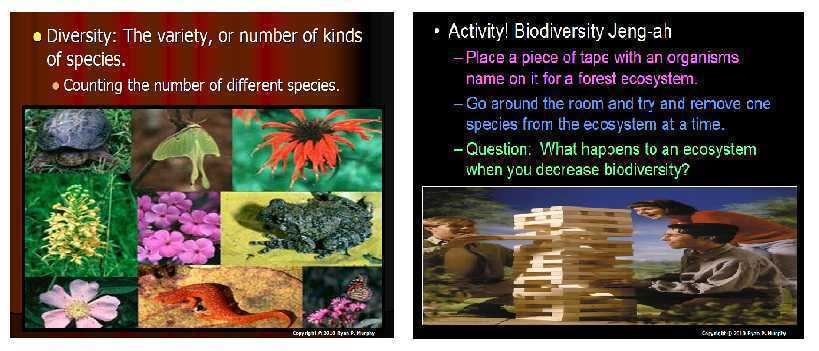 Diversity: The variety, or number of kinds
of species.
Counting the number of different species.
Copyright © 2010 Ryan P. Murphy
• Activity! Biodiversity Jeng-ah
– Place a piece of tape with an organisms
name on it for a forest ecosystem.
– Go around the room and try and remove one
species from the ecosystem at a time.
– Question: What happens to an ecosystem
when you decrease biodiversity?
Copyright © 2010 Ryan P. Murphy